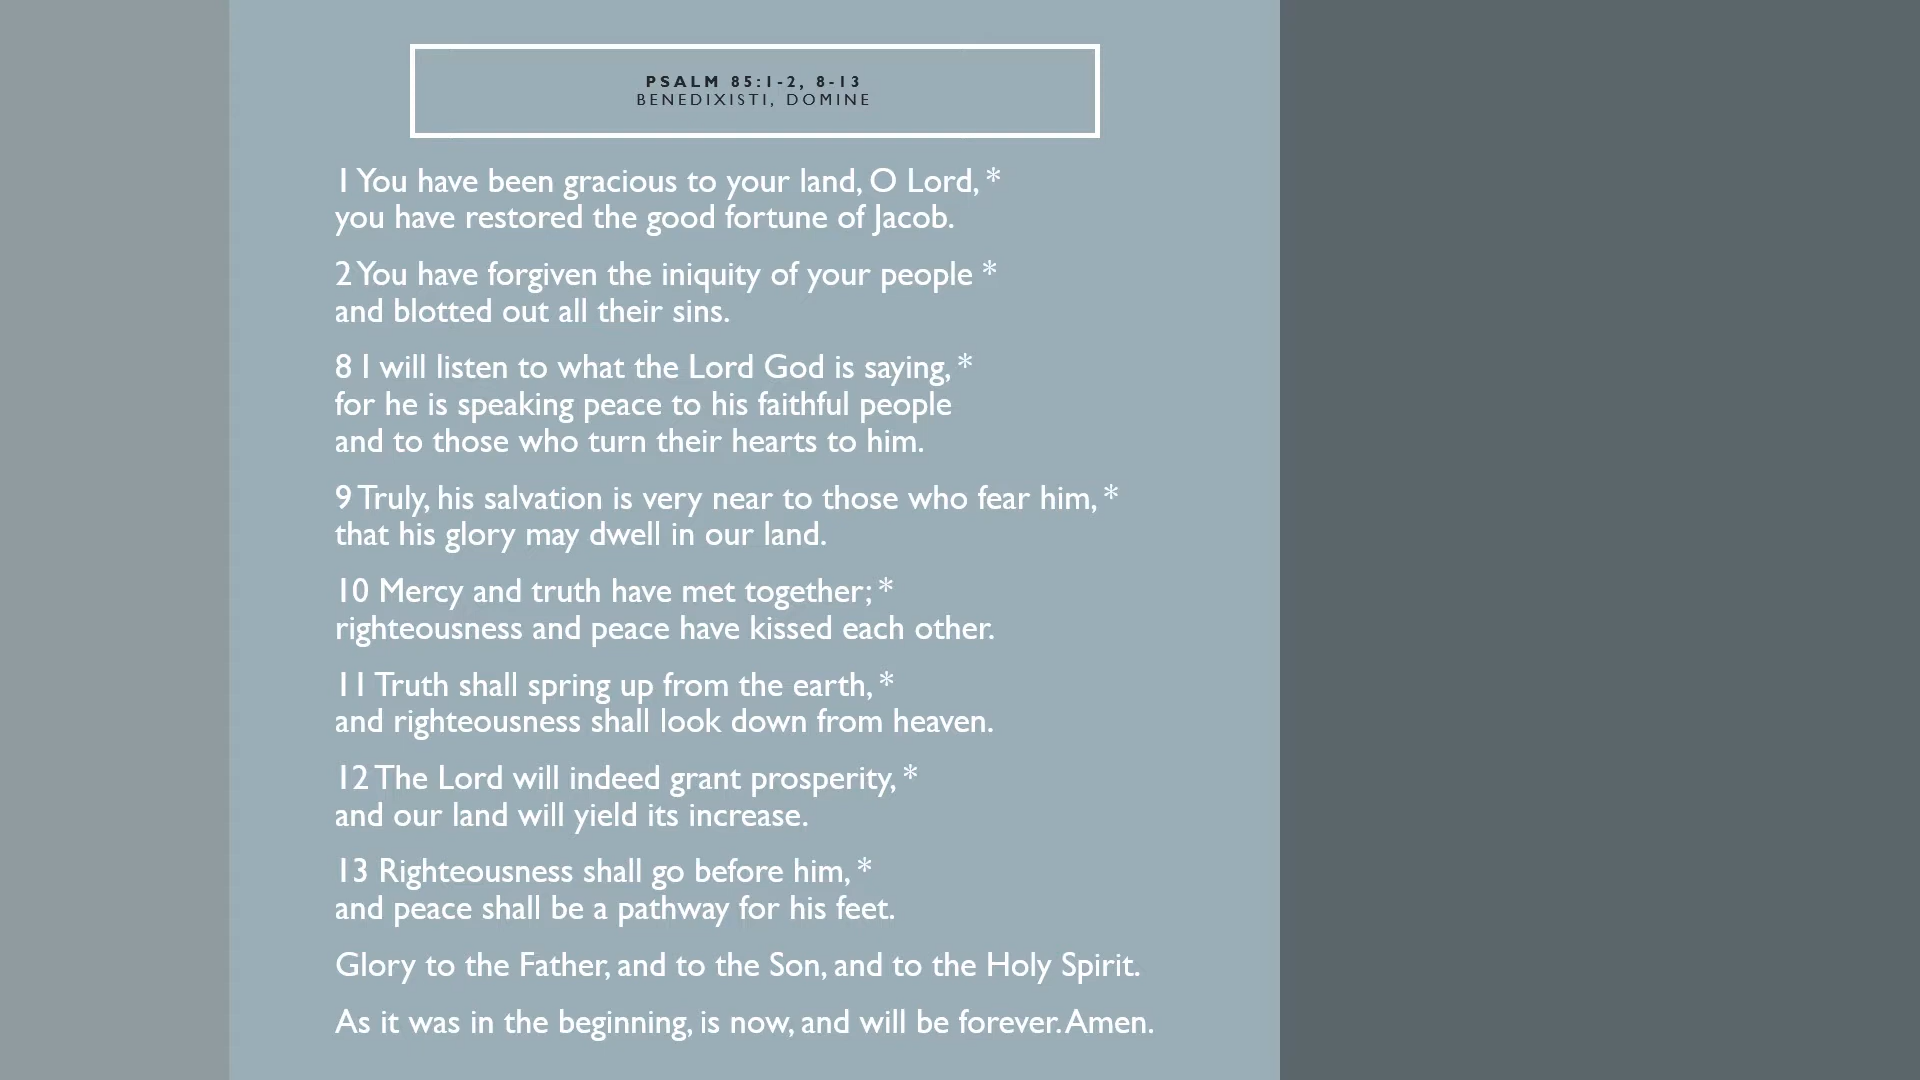 PSALM 85:1-2, 8-13
BENEDIXISTI, DOMINE
1 You have been gracious to your land, O Lord, *
you have restored the good fortune of Jacob.
2 You have forgiven the iniquity of your people *
and blotted out all their sins.
8 I will listen to what the Lord God is saying, *
for he is speaking peace to his faithful people
and to those who turn their hearts to him.
9 Truly, his salvation is very near to those who fear him, *
that his glory may dwell in our land.
10 Mercy and truth have met together; *
righteousness and peace have kissed each other.
11 Truth shall spring up from the earth, *
and righteousness shall look down from heaven.
12 The Lord will indeed grant prosperity, *
and our land will yield its increase.
13 Righteousness shall go before him, *
and peace shall be a pathway for his feet.
Glory to the Father, and to the Son, and to the Holy Spirit.
As it was in the beginning, is now, and will be forever. Amen.